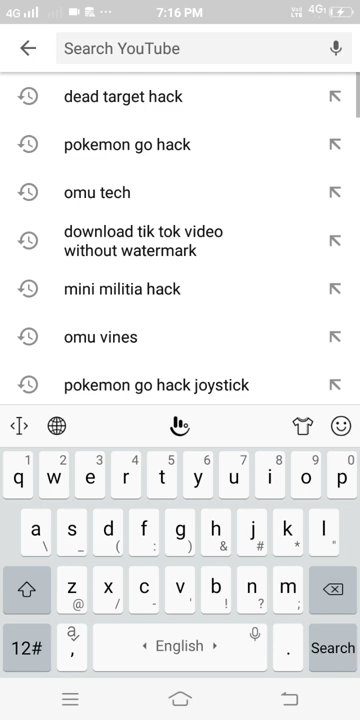 4G 7:16 PM VoLTE 4G
Search YouTube
dead target hack
pokemon go hack
omu tech
download tik tok video
without watermark
mini militia hack
omu vines
pokemon go hack joystick
1 2 3 4 5 6 7 8 9 0
q w e r t y u i o p
a s d f g h j k l
\ _ ( : ) & # * "
z x c v b n m
@ / - ' ! ? ;
12# a , English . Search